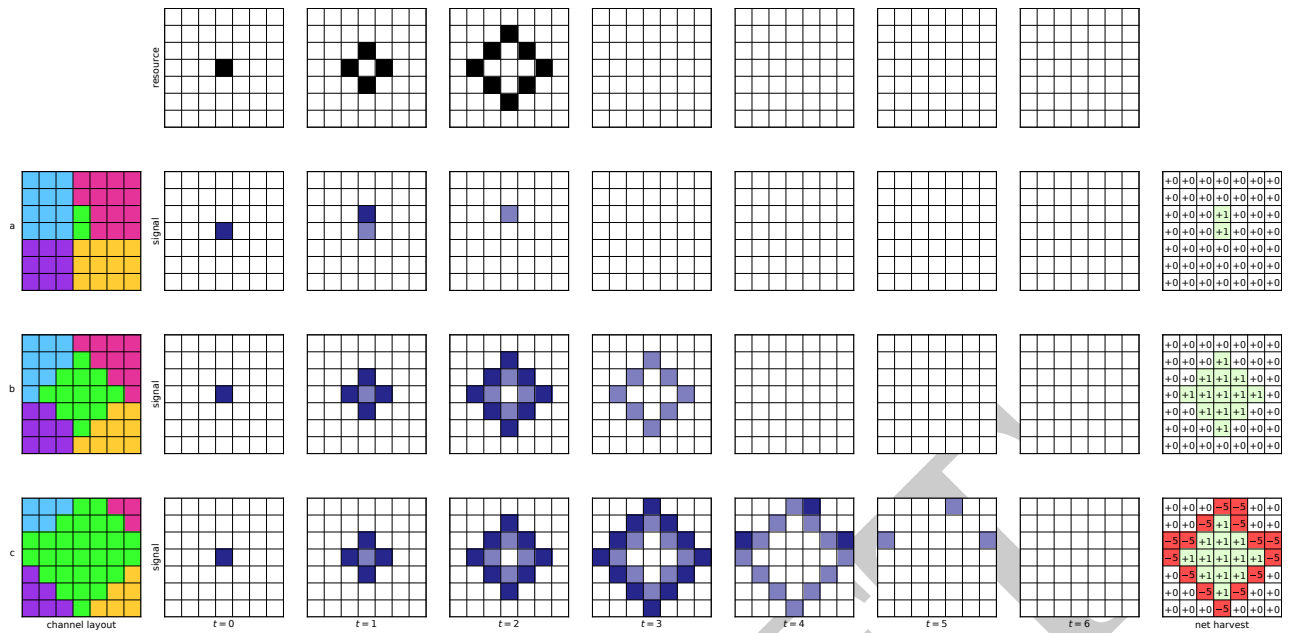 resource
a
signal
+0 +0 +0 +0 +0 +0 +0
+0 +0 +0 +0 +0 +0 +0
+0 +0 +0 +1 +0 +0 +0
+0 +0 +0 +1 +0 +0 +0
+0 +0 +0 +0 +0 +0 +0
+0 +0 +0 +0 +0 +0 +0
+0 +0 +0 +0 +0 +0 +0
b
signal
+0 +0 +0 +0 +0 +0 +0
+0 +0 +0 +1 +0 +0 +0
+0 +0 +1 +1 +1 +0 +0
+0 +1 +1 +1 +1 +1 +0
+0 +0 +1 +1 +1 +0 +0
+0 +0 +0 +1 +0 +0 +0
+0 +0 +0 +0 +0 +0 +0
c
signal
+0 +0 +0 −5 −5 +0 +0
+0 +0 −5 +1 −5 +0 +0
−5 −5 +1 +1 +1 −5 −5
−5 +1 +1 +1 +1 +1 −5
+0 −5 +1 +1 +1 −5 +0
+0 +0 −5 +1 −5 +0 +0
+0 +0 +0 −5 +0 +0 +0
channel layout t = 0 t = 1 t = 2 t = 3 t = 4 t = 5 t = 6 net harvest